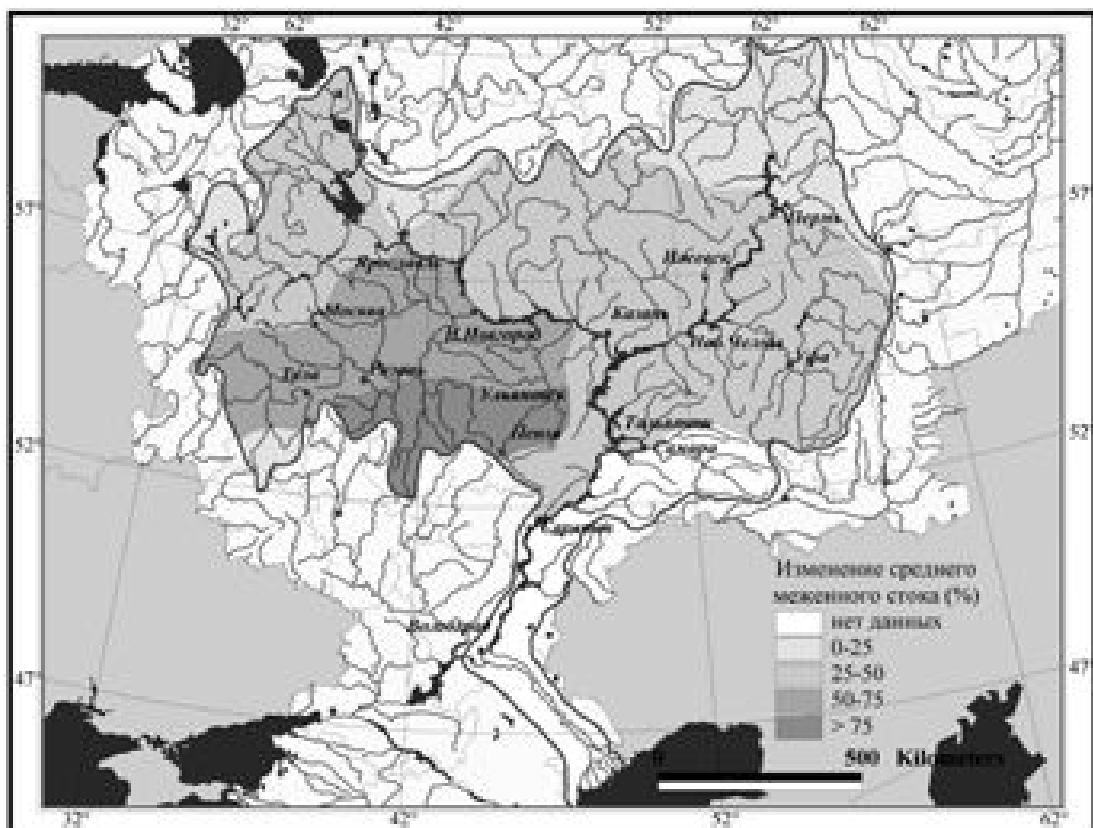 32° 62° 42° 52° 62° 62°
57° 57°
Пермь
Ижевск
Ярославль
Казань
Москва
Н.Новгород
Наб. Челны
Уфа
Тула
Рязань
Ульяновск
Пенза
Тольятти
Самара
52° 52°
Саратов
Изменение среднего
меженного стока (%)
нет данных
0-25
25-50
50-75
> 75
Волгоград
47° 47°
0 500 Kilometers
32° 42° 52° 62°